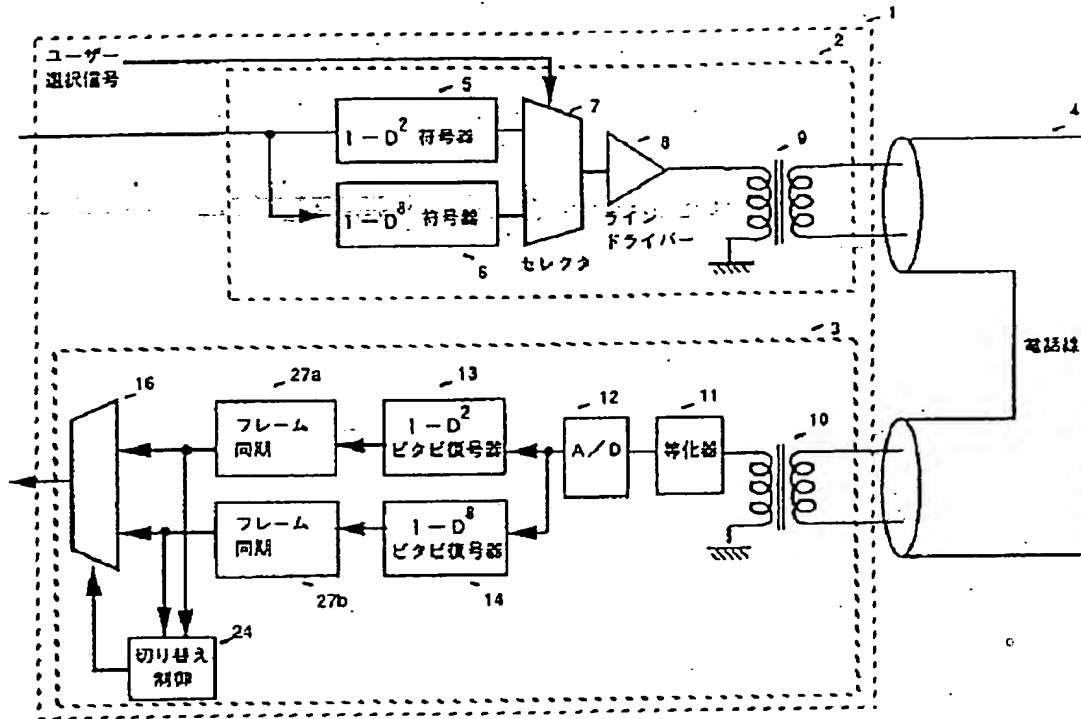 1
ユーザー
選択信号
2
5
1-D² 符号器
7
8
9
4
1-D⁸ 符号器
6
セレクタ
ライン
ドライバー
3
電話線
16
27a
フレーム
同期
13
1-D²
ビタビ復号器
12
A/D
11
等化器
10
フレーム
同期
27b
1-D⁸
ビタビ復号器
14
24
切り替え
制御